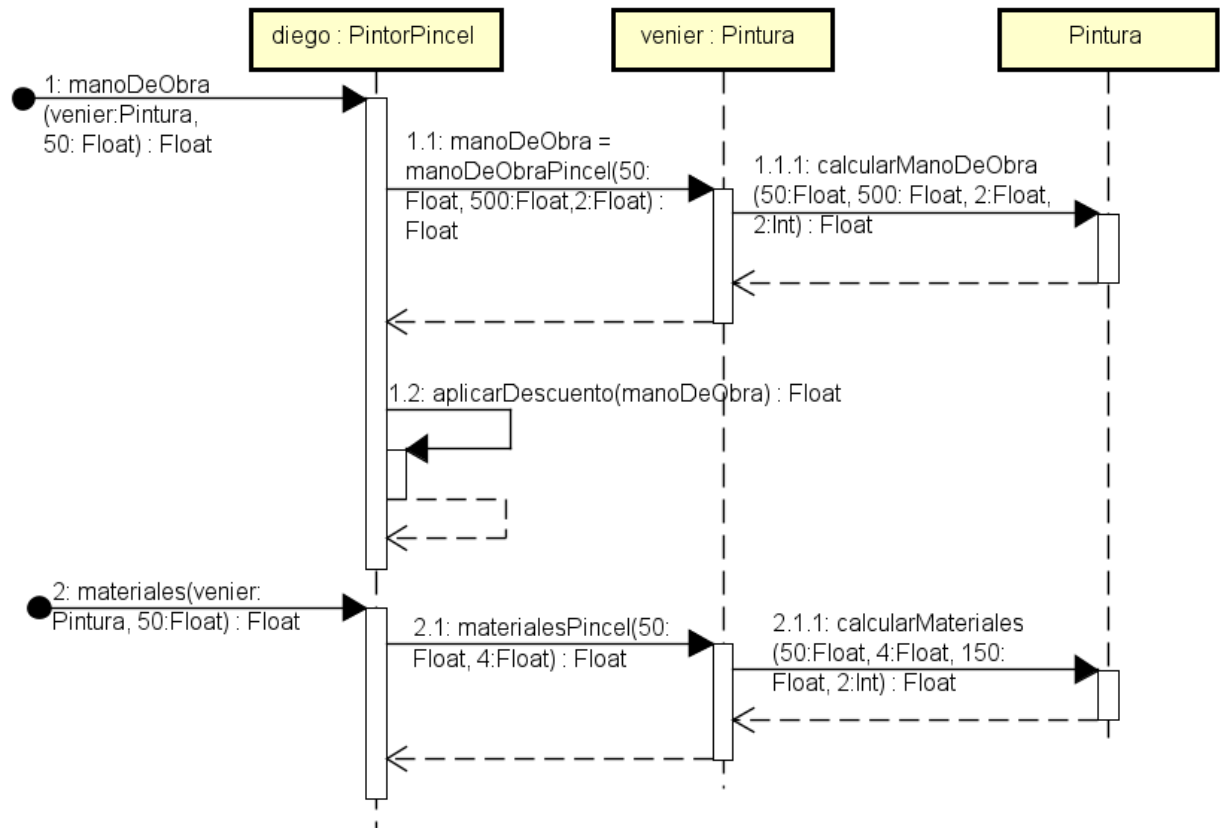 diego : PintorPincel
venier : Pintura
Pintura
1: manoDeObra
(venier:Pintura,
50: Float) : Float
1.1: manoDeObra =
manoDeObraPincel(50:
Float, 500:Float,2:Float) :
Float
1.1.1: calcularManoDeObra
(50:Float, 500: Float, 2:Float,
2:Int) : Float
1.2: aplicarDescuento(manoDeObra) : Float
2: materiales(venier:
Pintura, 50:Float) : Float
2.1: materialesPincel(50:
Float, 4:Float) : Float
2.1.1: calcularMateriales
(50:Float, 4:Float, 150:
Float, 2:Int) : Float